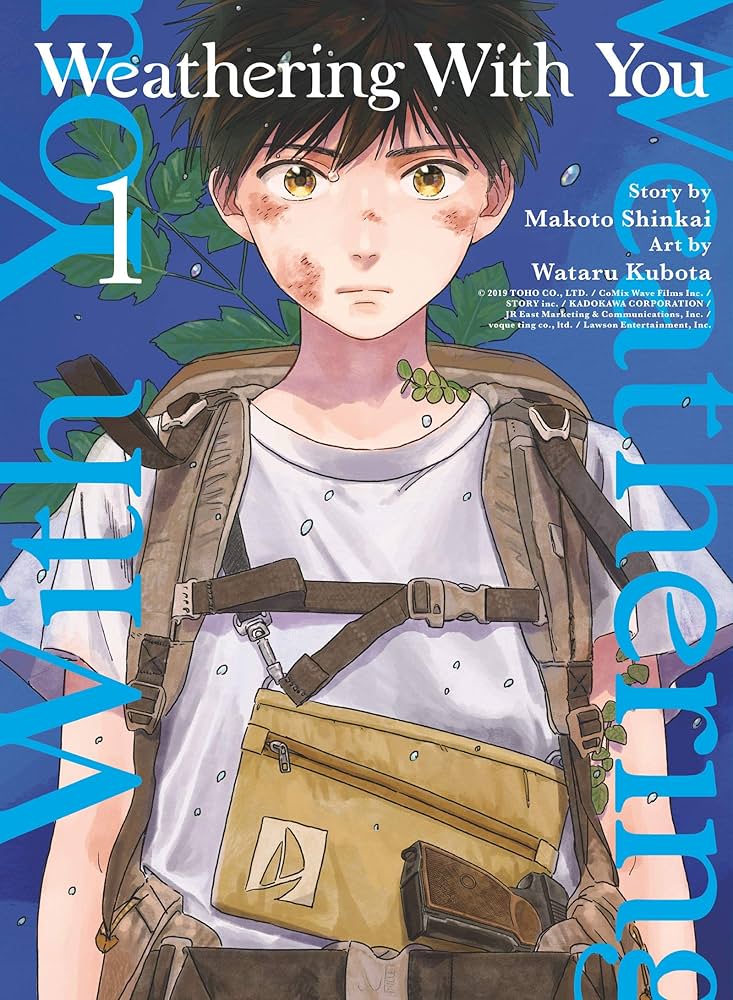 Weathering With You
1
Story by
Makoto Shinkai
Art by
Wataru Kubota
© 2019 TOHO CO., LTD. / CoMix Wave Films Inc. /
STORY inc. / KADOKAWA CORPORATION /
JR East Marketing & Communications, Inc. /
voque ting co., ltd. / Lawson Entertainment, Inc.
Weathering
With You